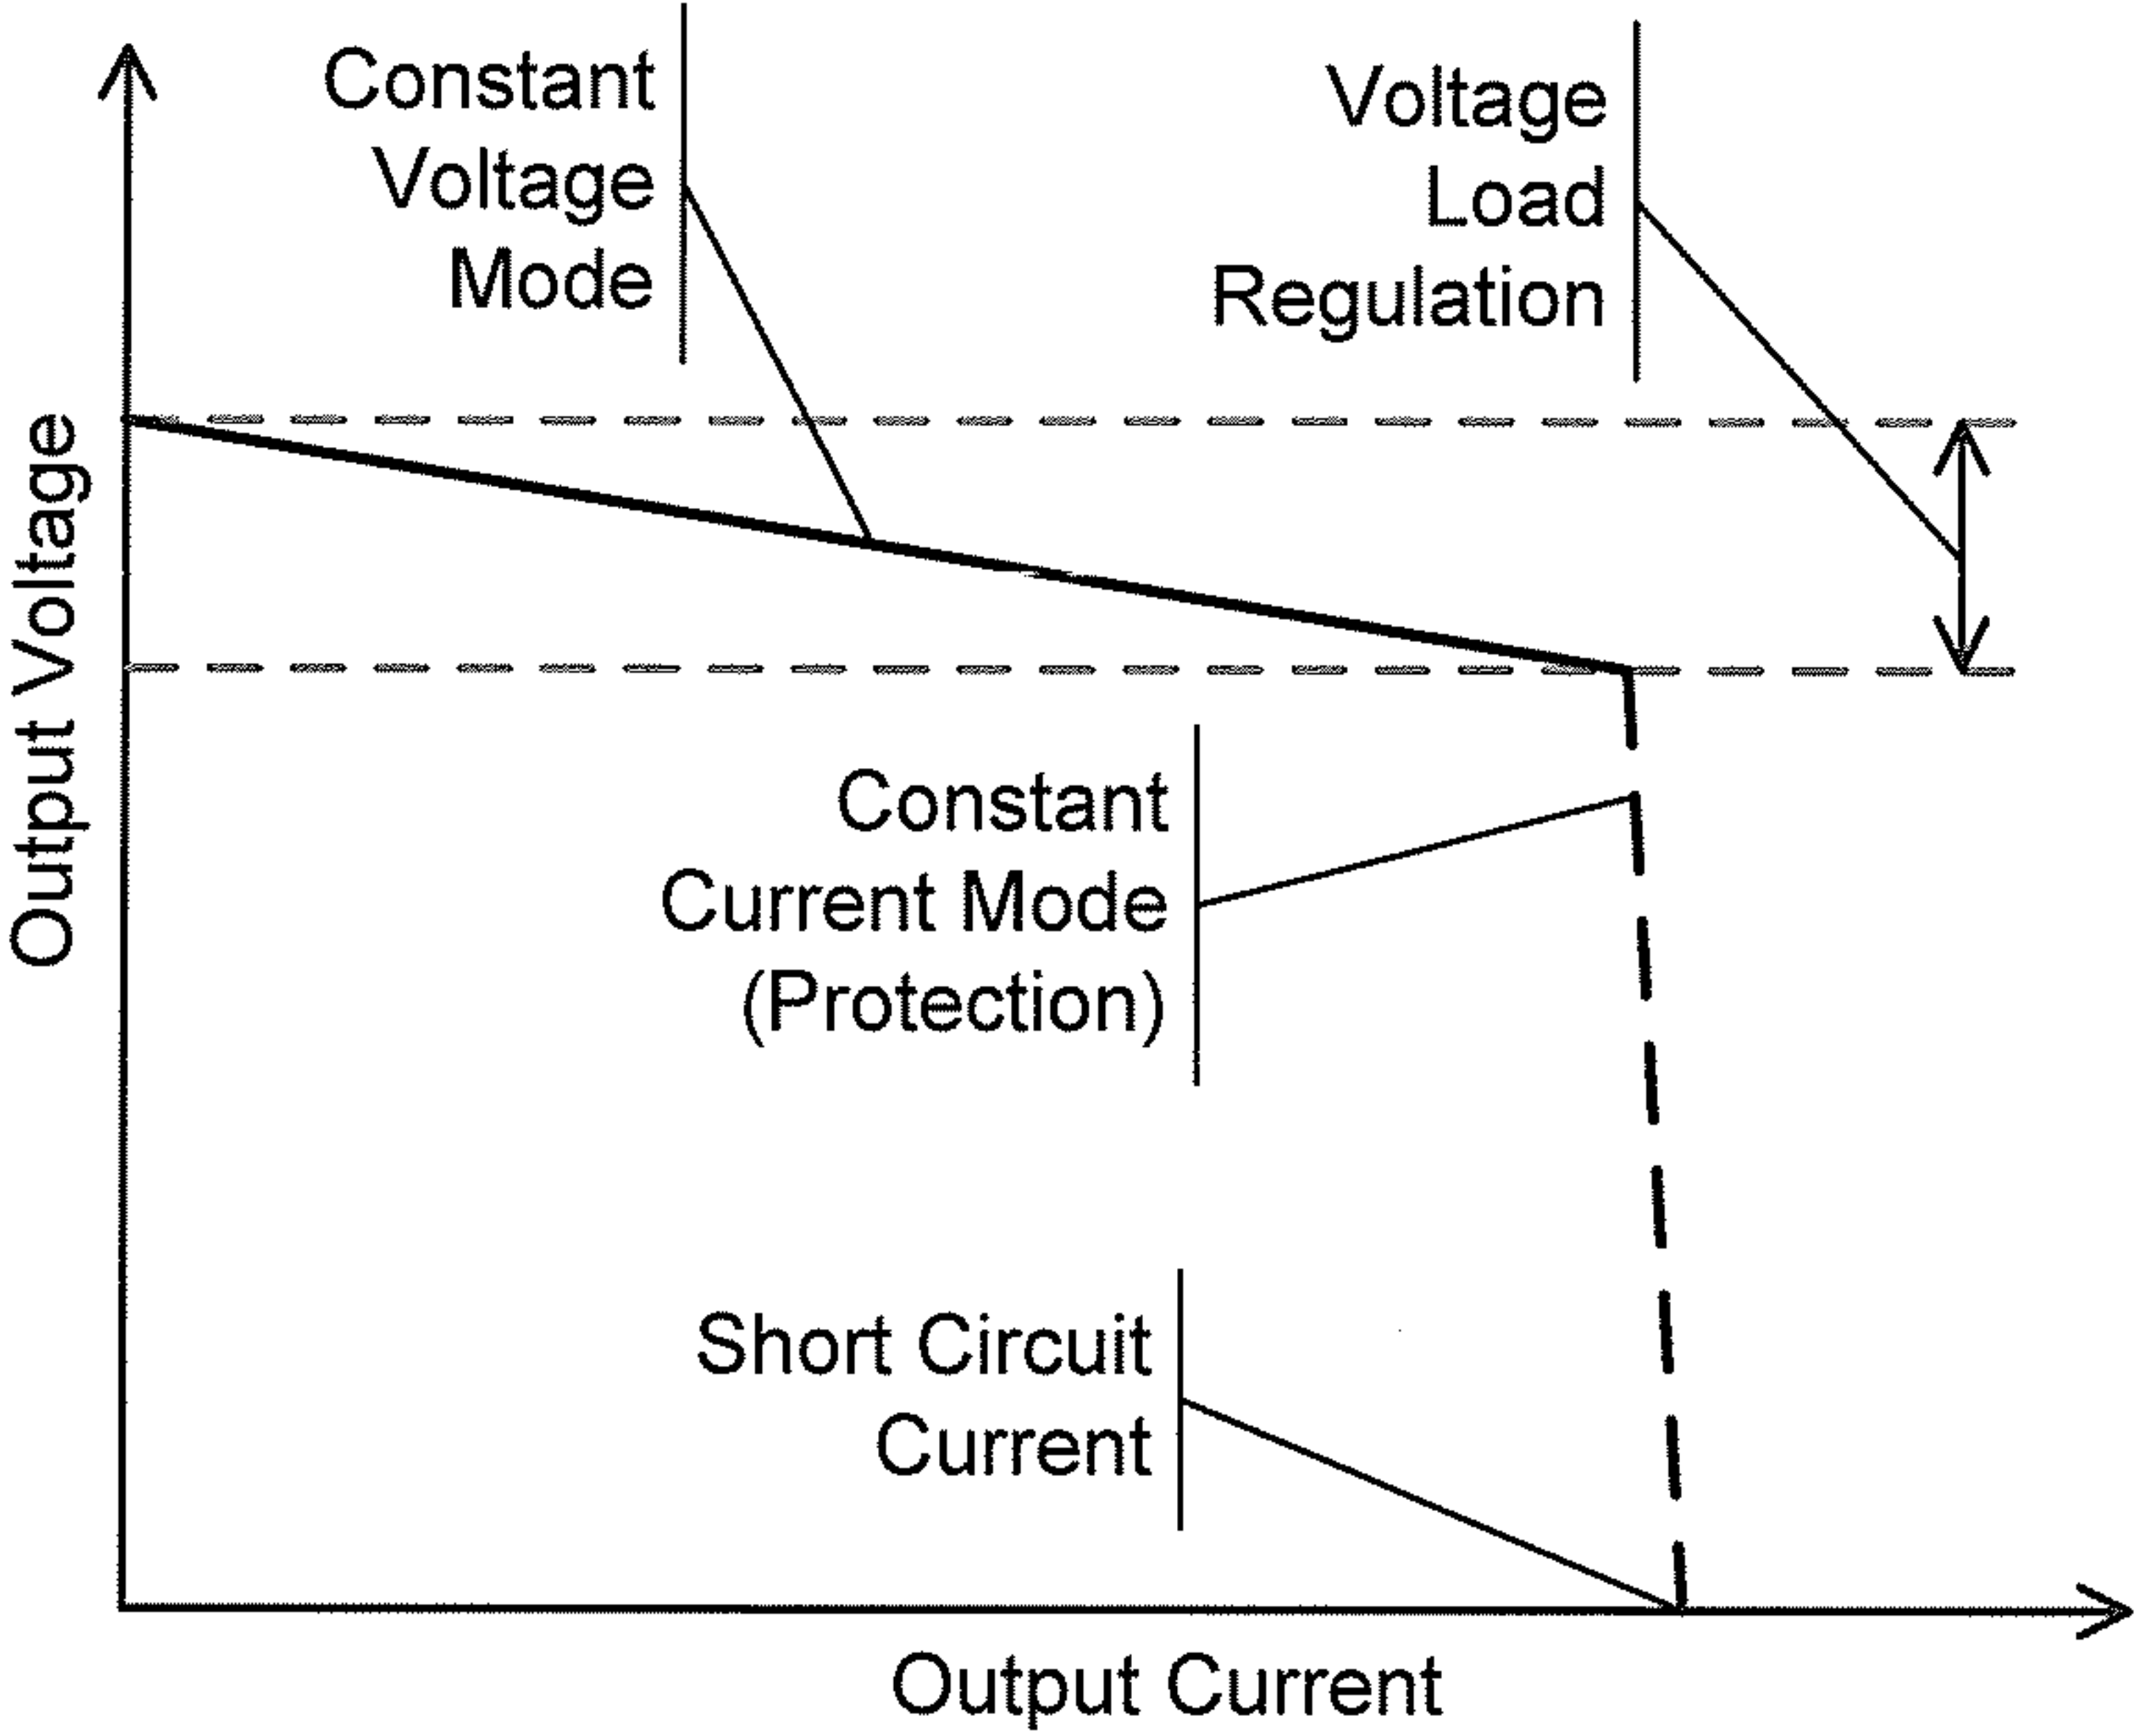 Constant
Voltage
Mode
Voltage
Load
Regulation
Output Voltage
Constant
Current Mode
(Protection)
Short Circuit
Current
Output Current